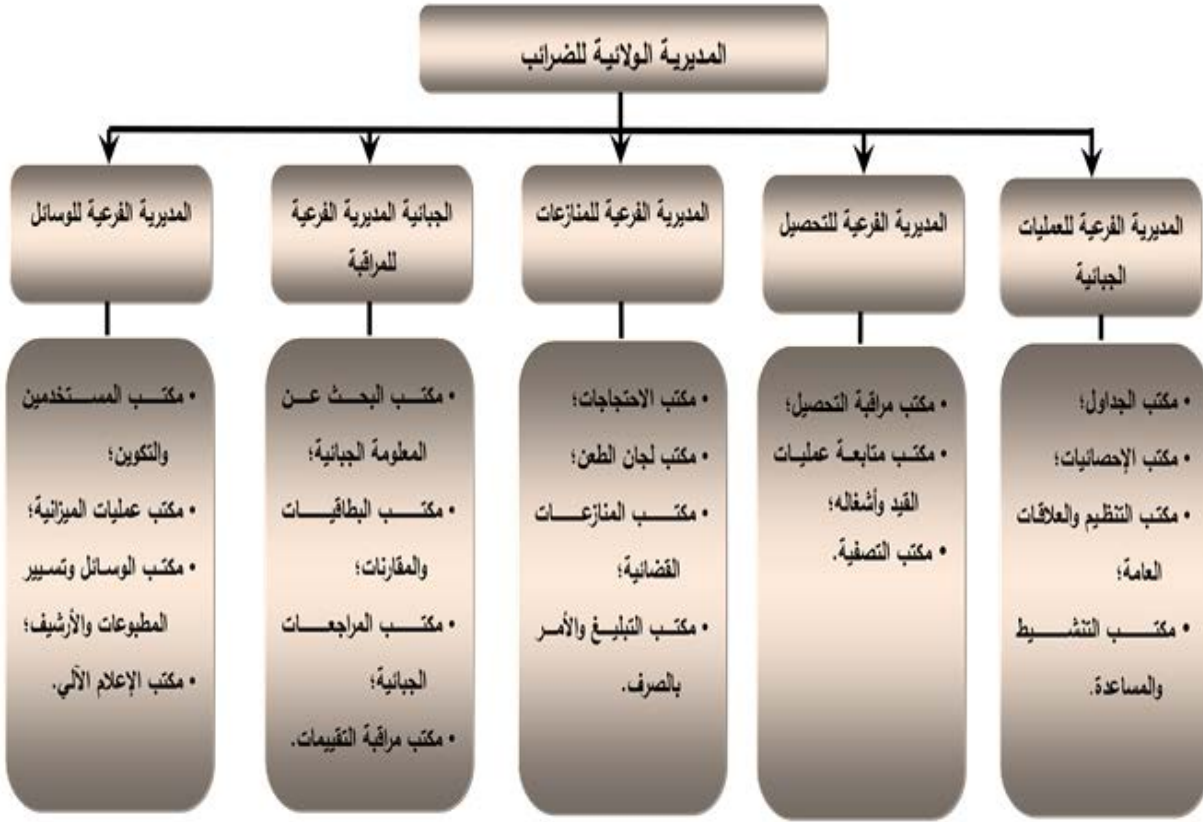 المديرية الولائية للضرائب
المديرية الفرعية للعمليات
الجبائية
• مكتب الجداول؛
• مكتب الإحصائيات؛
• مكتب التنظيم والعلاقات
العامة؛
• مكتب التنشيط
والمساعدة.
المديرية الفرعية للتحصيل
• مكتب مراقبة التحصيل؛
• مكتب متابعة عمليات
القيد وأشغاله؛
• مكتب التصفية.
المديرية الفرعية للمنازعات
• مكتب الاحتجاجات؛
• مكتب لجان الطعن؛
• مكتب المنازعات
القضائية؛
• مكتب التبليغ والأمر
بالصرف.
الجبائية المديرية الفرعية
للمراقبة
• مكتب البحث عن
المعلومة الجبائية؛
• مكتب البطاقيات
والمقارنات؛
• مكتب المراجعات
الجبائية؛
• مكتب مراقبة التقييمات.
المديرية الفرعية للوسائل
• مكتب المستخدمين
والتكوين؛
• مكتب عمليات الميزانية؛
• مكتب الوسائل وتسيير
المطبوعات والأرشيف؛
• مكتب الإعلام الآلي.